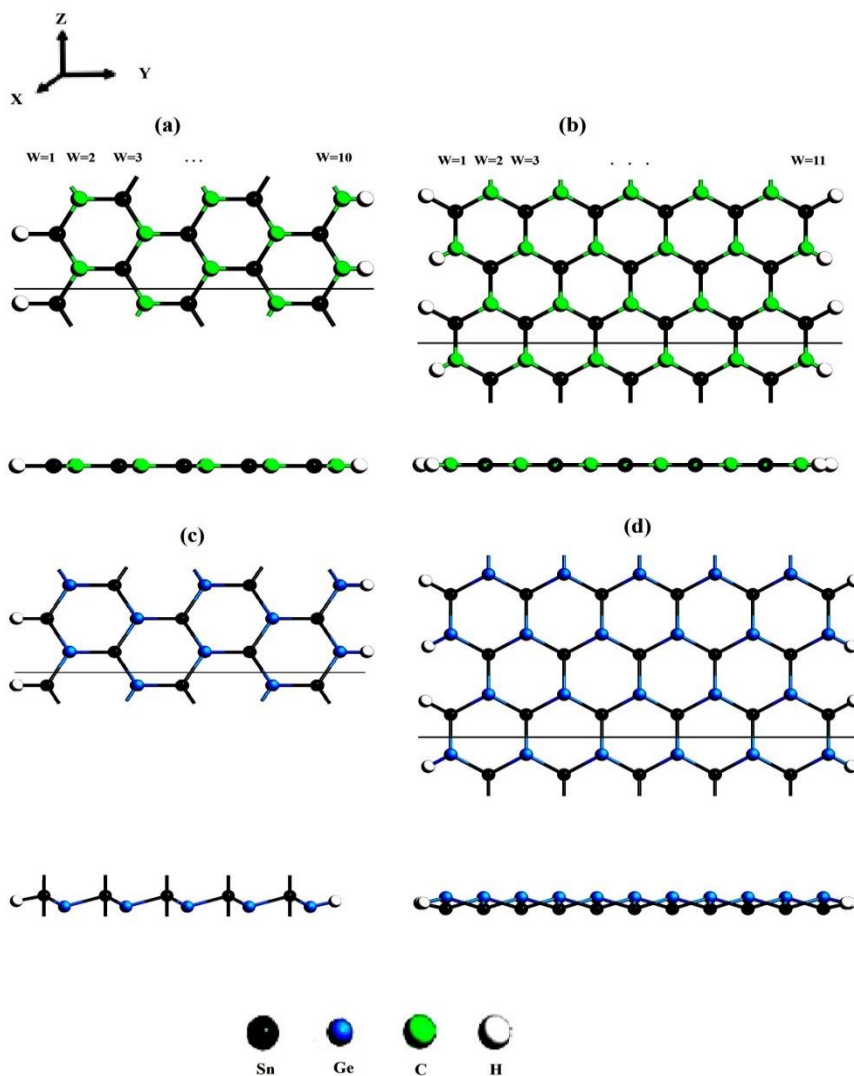 Z
Y
X
(a)
(b)
W=1 W=2 W=3 ... W=10
W=1 W=2 W=3 . . . W=11
(c)
(d)
Sn Ge C H